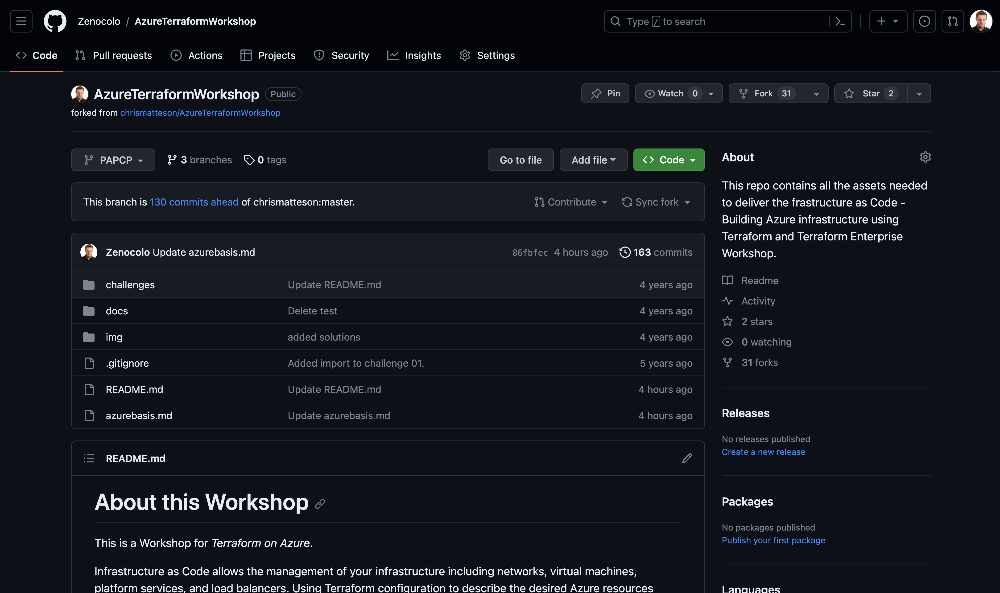 Zenocolo / AzureTerraformWorkshop
Type / to search
Code
Pull requests
Actions
Projects
Security
Insights
Settings
AzureTerraformWorkshop Public
Pin
Watch 0
Fork 31
Star 2
forked from chrismatteson/AzureTerraformWorkshop
PAPCP
3 branches
0 tags
Go to file
Add file
Code
This branch is 130 commits ahead of chrismatteson:master.
Contribute
Sync fork
Zenocolo Update azurebasis.md
86fbfec 4 hours ago
163 commits
challenges Update README.md 4 years ago
docs Delete test 4 years ago
img added solutions 4 years ago
.gitignore Added import to challenge 01. 5 years ago
README.md Update README.md 4 hours ago
azurebasis.md Update azurebasis.md 4 hours ago
README.md
About this Workshop
This is a Workshop for Terraform on Azure.
Infrastructure as Code allows the management of your infrastructure including networks, virtual machines,
platform services, and load balancers. Using Terraform configuration to describe the desired Azure resources
About
This repo contains all the assets needed
to deliver the frastructure as Code -
Building Azure infrastructure using
Terraform and Terraform Enterprise
Workshop.
Readme
Activity
2 stars
0 watching
31 forks
Releases
No releases published
Create a new release
Packages
No packages published
Publish your first package
Languages